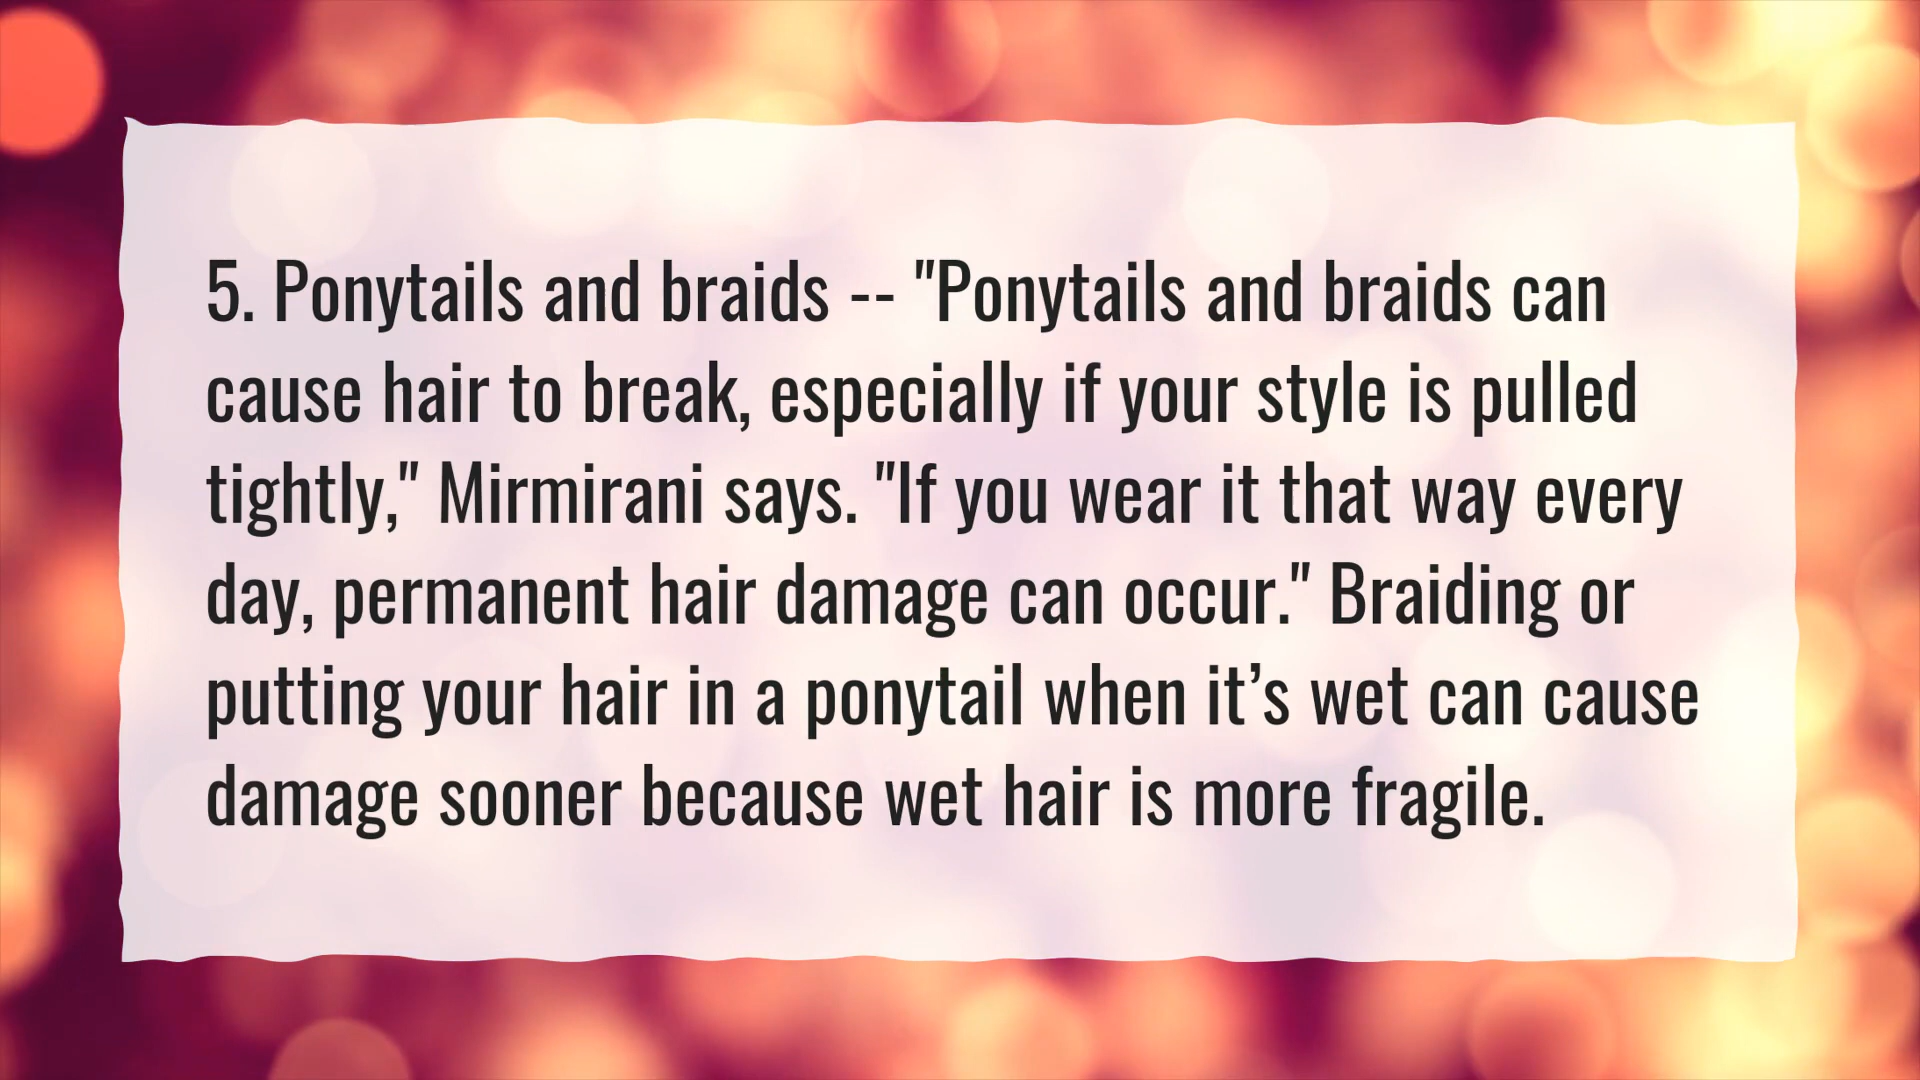 5. Ponytails and braids -- "Ponytails and braids can
cause hair to break, especially if your style is pulled
tightly," Mirmirani says. "If you wear it that way every
day, permanent hair damage can occur." Braiding or
putting your hair in a ponytail when it’s wet can cause
damage sooner because wet hair is more fragile.